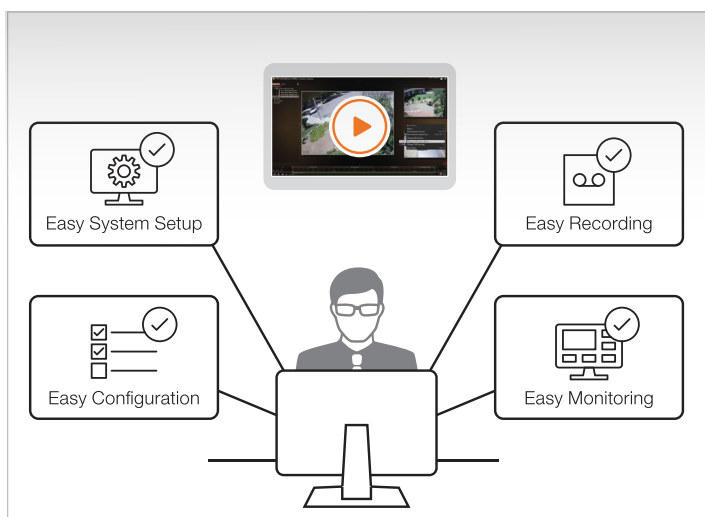 Easy System Setup
Easy Recording
Easy Configuration
Easy Monitoring